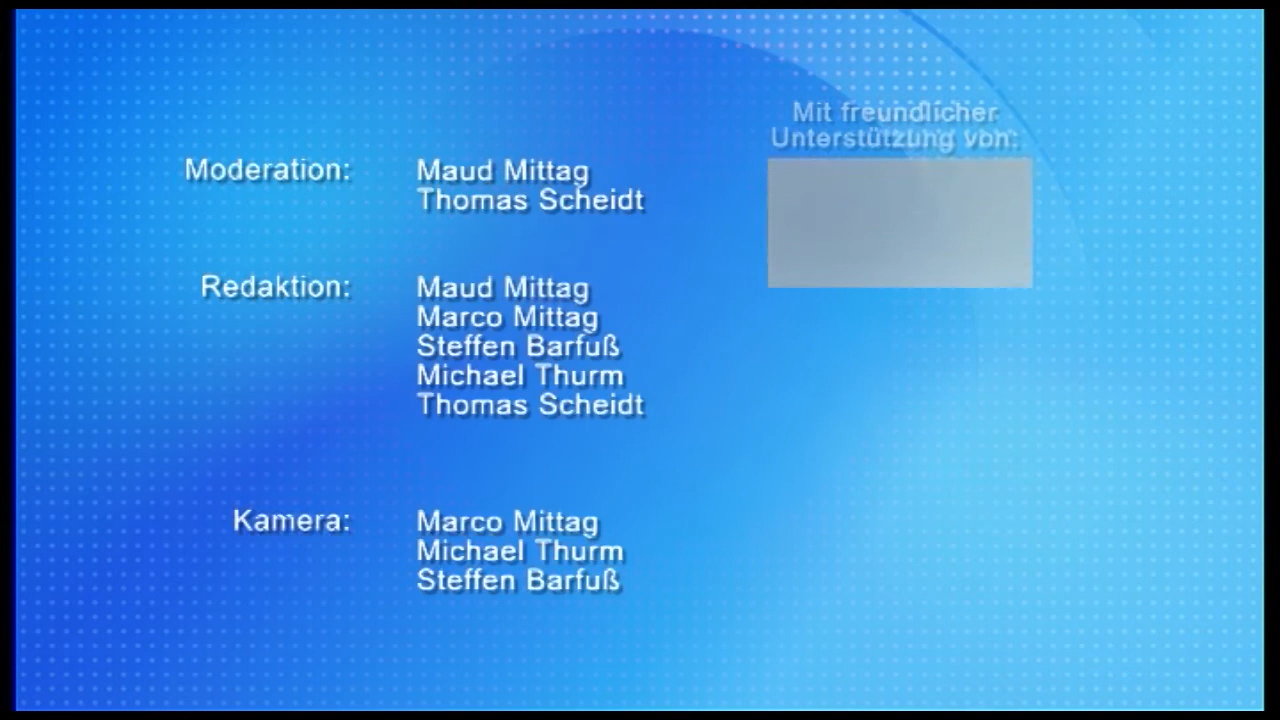 Mit freundlicher
Unterstützung von:
Moderation: Maud Mittag
Thomas Scheidt
Redaktion: Maud Mittag
Marco Mittag
Steffen Barfuß
Michael Thurm
Thomas Scheidt
Kamera: Marco Mittag
Michael Thurm
Steffen Barfuß